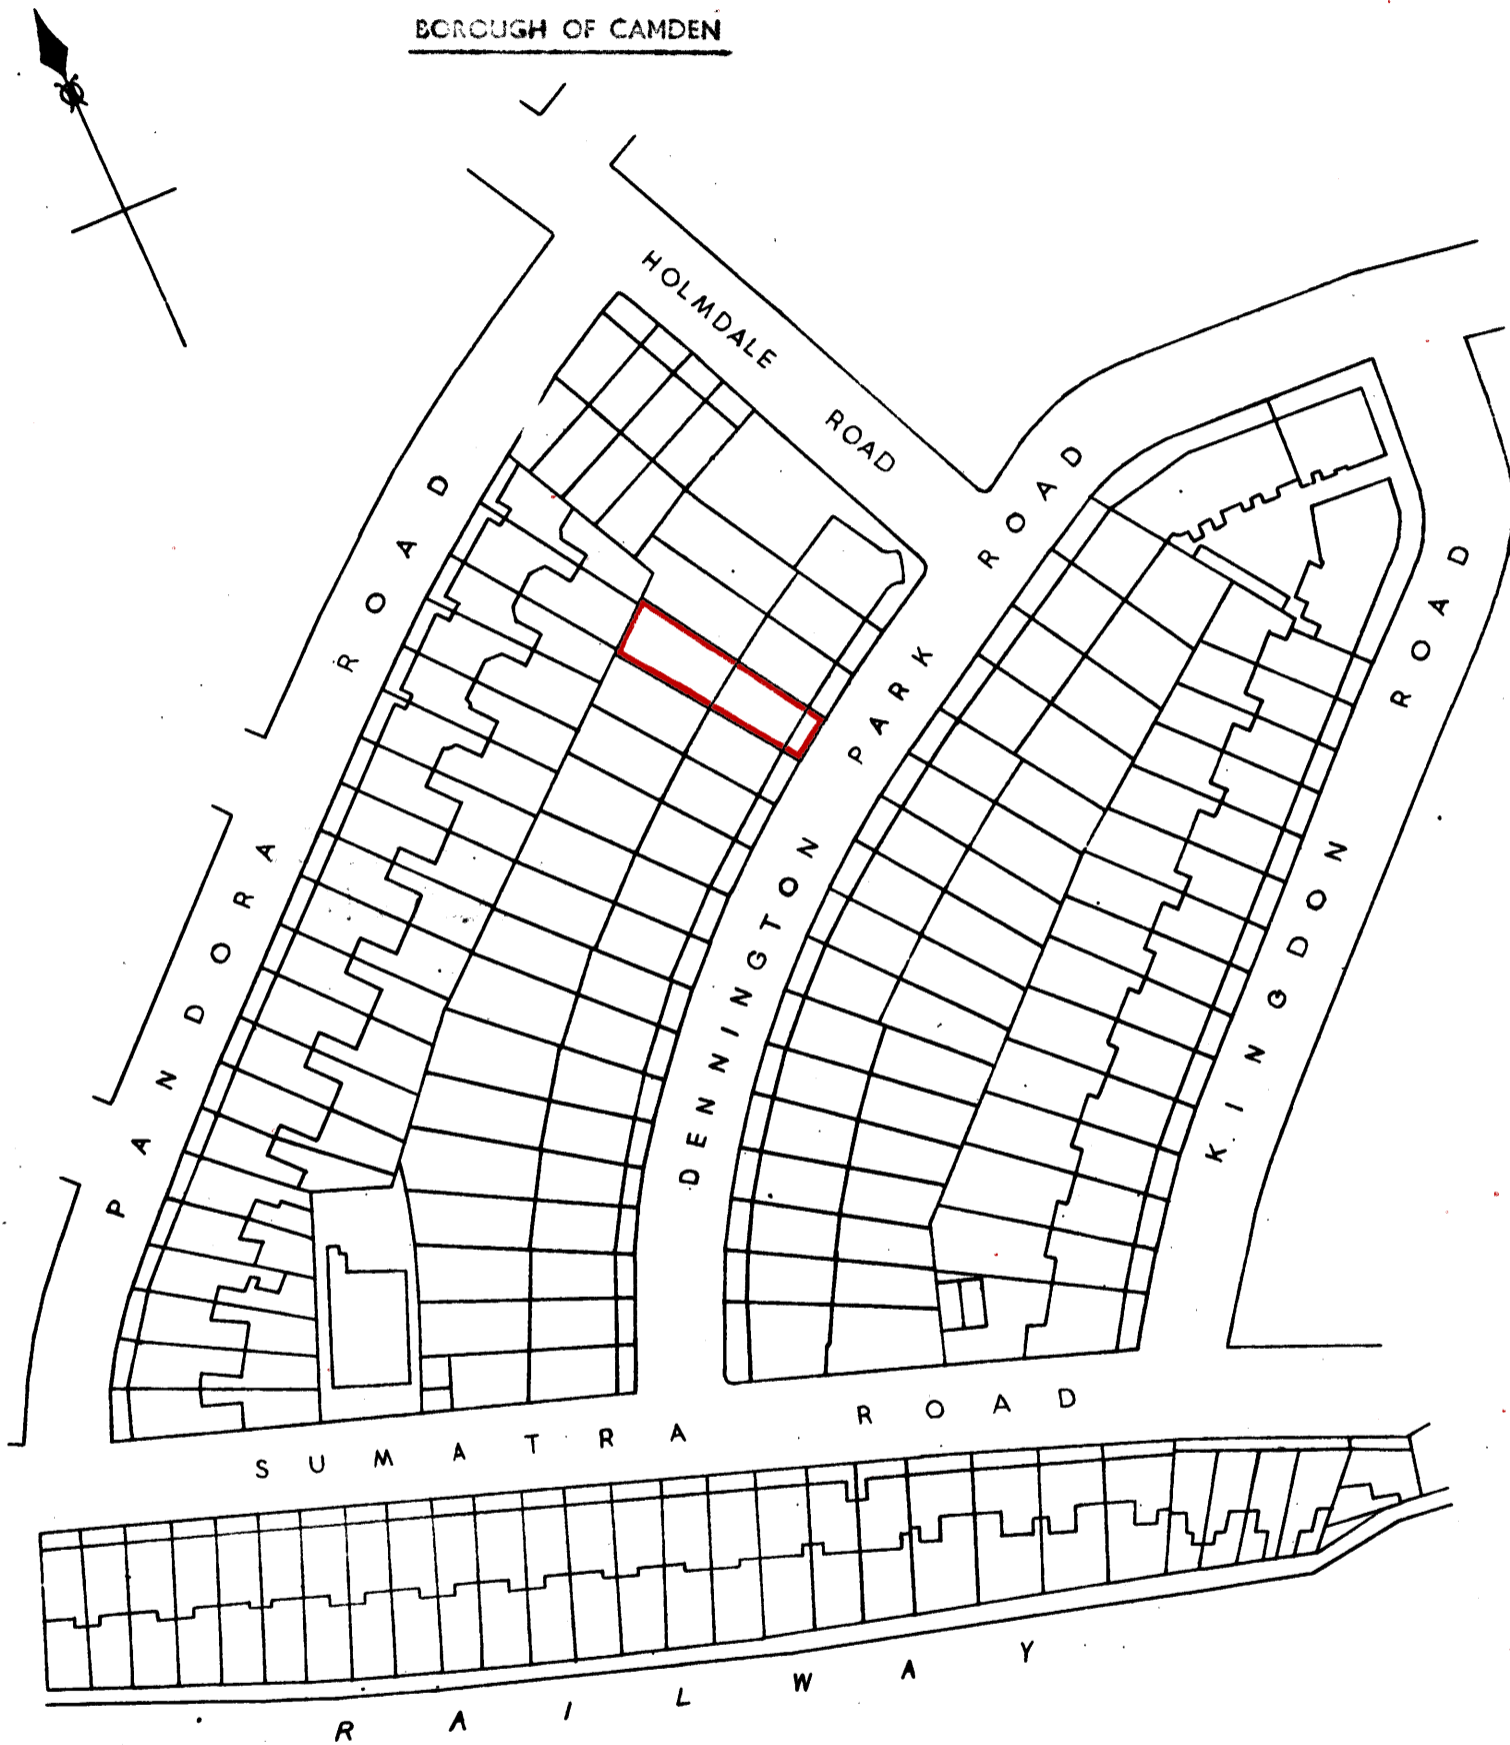 BOROUGH OF CAMDEN
HOLMDALE ROAD
PANDORA ROAD
DENNINGTON PARK ROAD
KINGDON ROAD
SUMATRA ROAD
RAILWAY